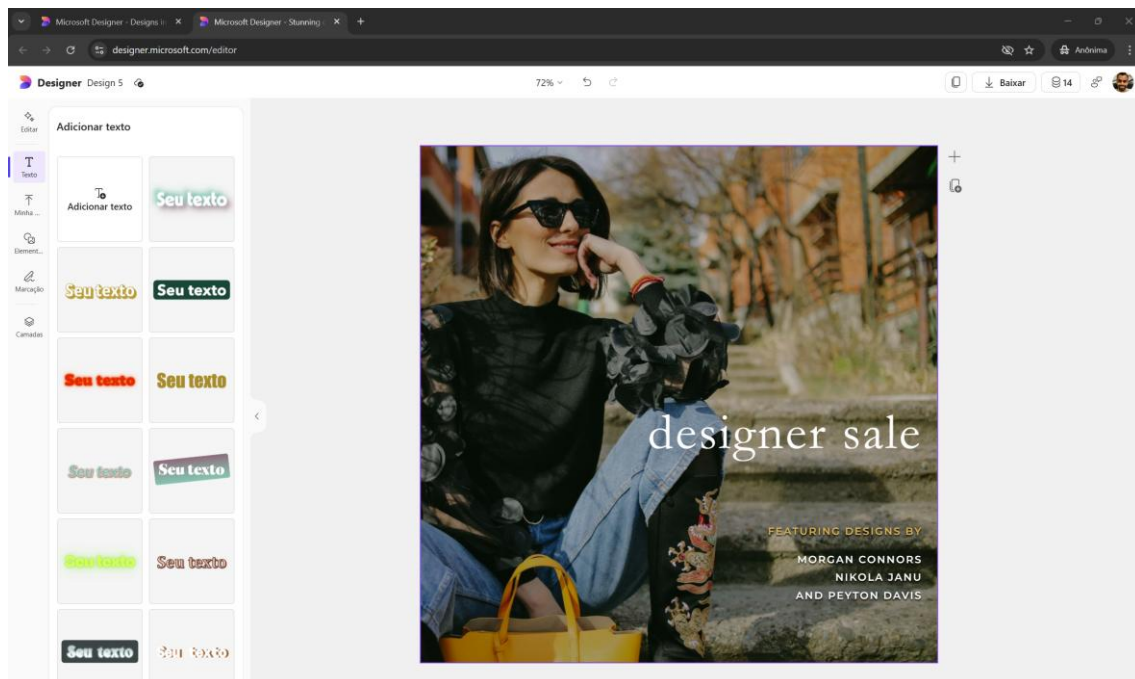 Microsoft Designer - Designs in
Microsoft Designer - Stunning
designer.microsoft.com/editor
Anônima
Designer Design 5
72%
Baixar
14
Editar
Texto
Minha ...
Element...
Marcação
Camadas
Adicionar texto
Adicionar texto
Seu texto
Seu texto
Seu texto
Seu texto
Seu texto
Seu texto
Seu texto
Seu texto
Seu texto
Seu texto
Seu texto
designer sale
FEATURING DESIGNS BY
MORGAN CONNORS
NIKOLA JANU
AND PEYTON DAVIS